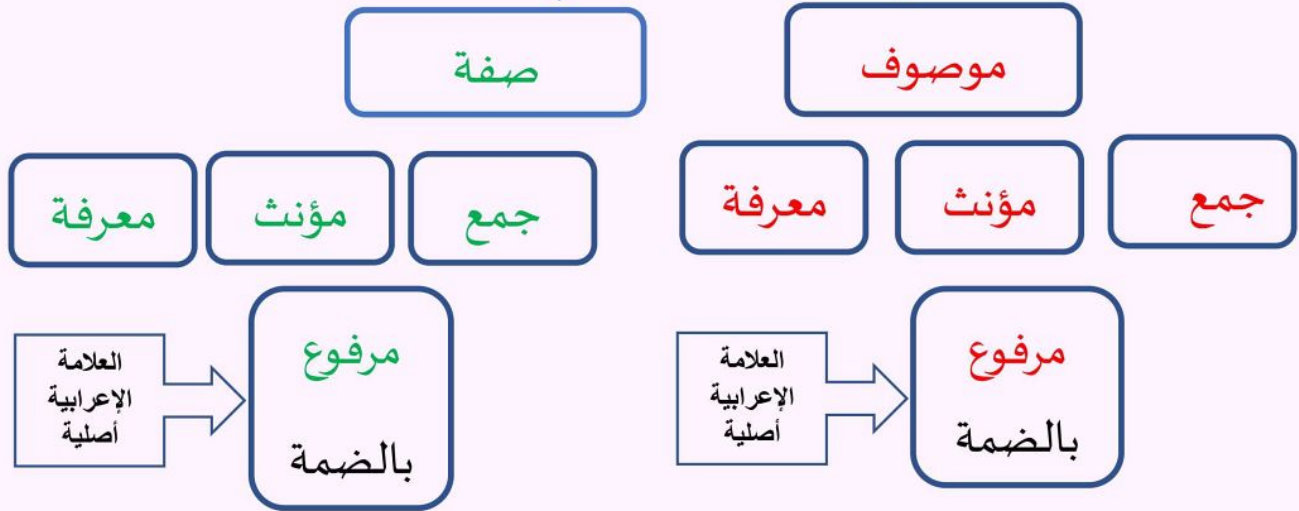 موصوف
صفة
جمع
مؤنث
معرفة
جمع
مؤنث
معرفة
مرفوع
بالضمة
العلامة
الإعرابية
أصلية
مرفوع
بالضمة
العلامة
الإعرابية
أصلية